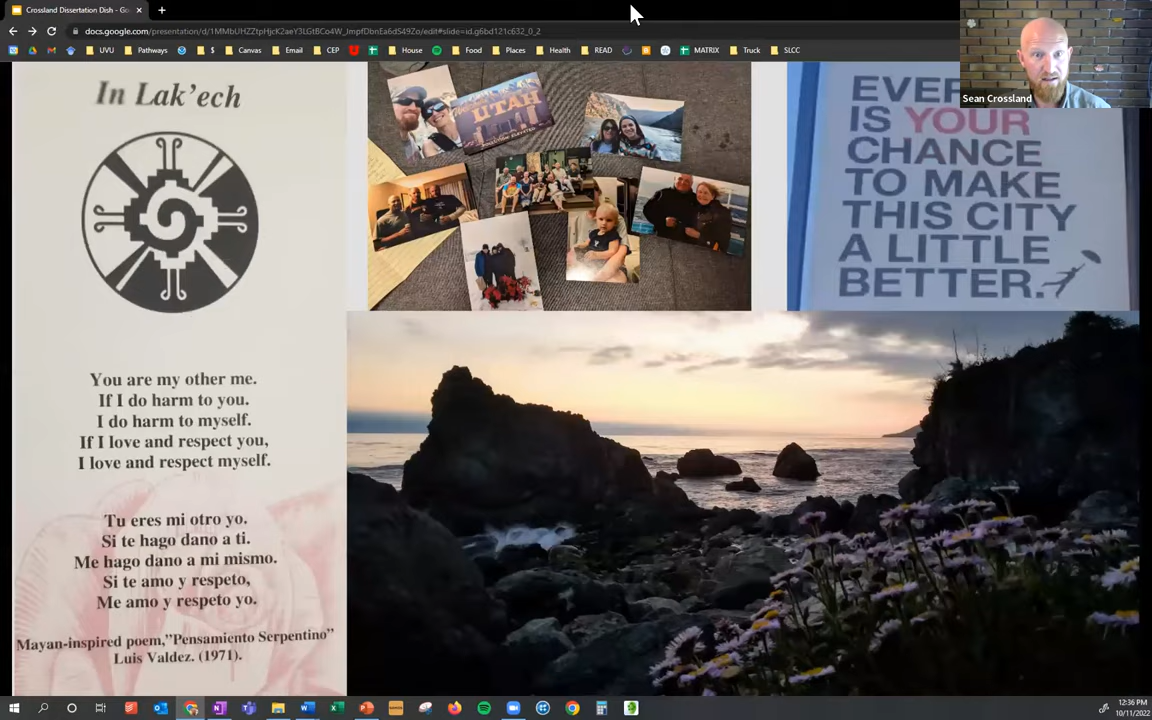 Crossland Dissertation Dish - Goo
docs.google.com/presentation/d/1MMbUHZZtpHjcK2aeY3LGtBCo4W_JmpfDbnEa6dS49Zo/edit#slide=id.g6bd121c632_0_2
UVU
Pathways
$
Canvas
Email
CEP
House
Food
Places
Health
READ
MATRIX
Truck
SLCC
Sean Crossland
In Lak'ech
You are my other me.
If I do harm to you.
I do harm to myself.
If I love and respect you,
I love and respect myself.
Tu eres mi otro yo.
Si te hago dano a ti.
Me hago dano a mi mismo.
Si te amo y respeto,
Me amo y respeto yo.
Mayan-inspired poem,"Pensamiento Serpentino"
Luis Valdez. (1971).
UTAH
IS YOUR
CHANCE
TO MAKE
THIS CITY
A LITTLE
BETTER.
12:36 PM
10/11/2022